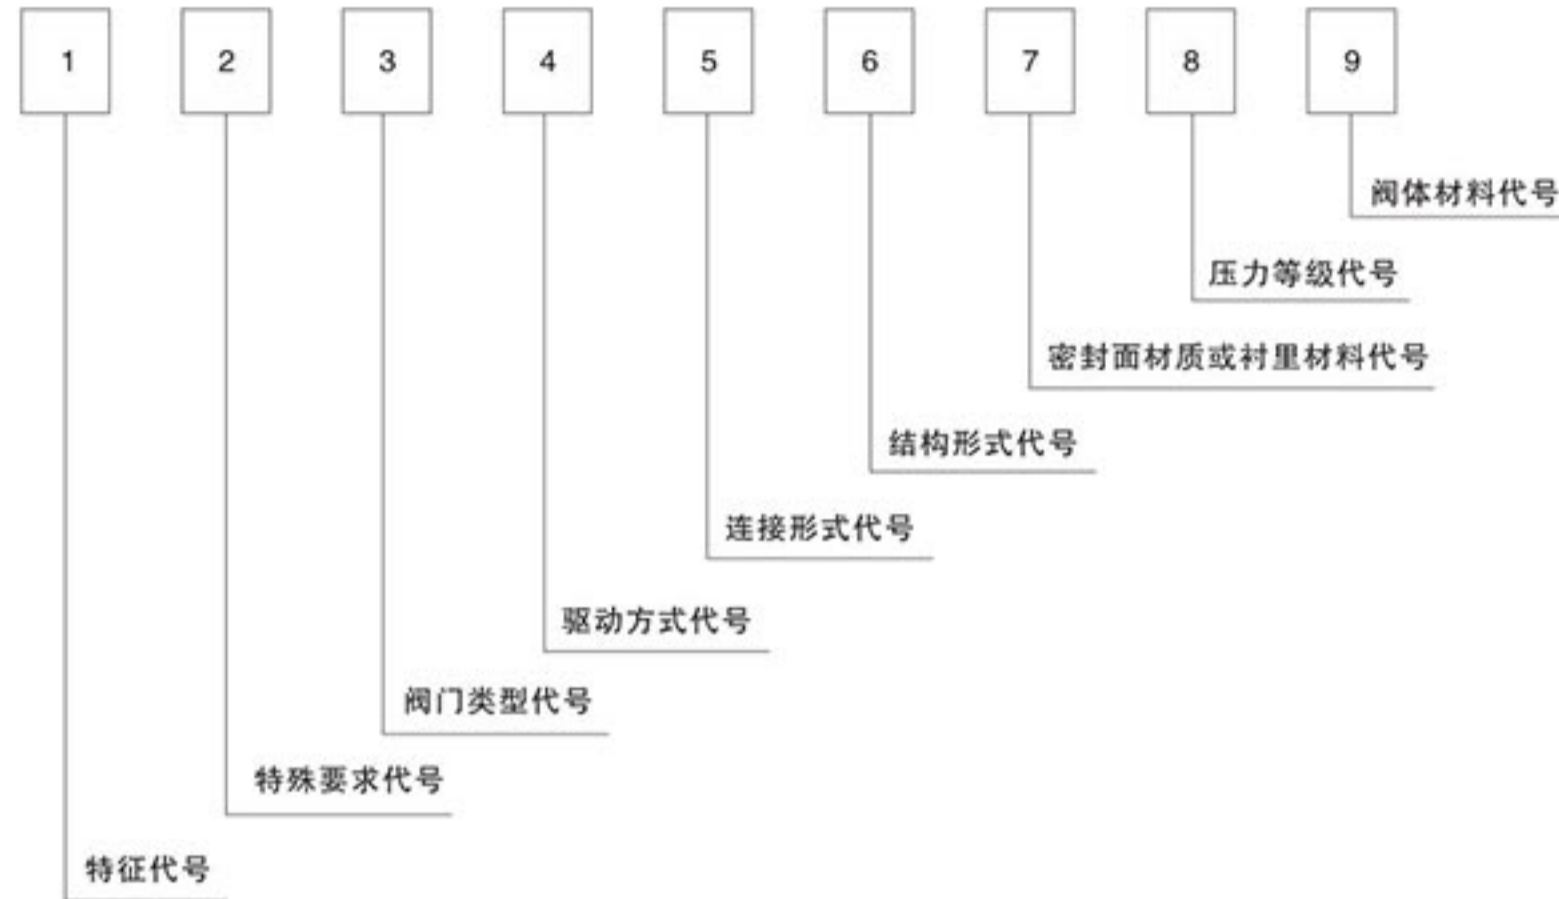 1 2 3 4 5 6 7 8 9
阀体材料代号
压力等级代号
密封面材质或衬里材料代号
结构形式代号
连接形式代号
驱动方式代号
阀门类型代号
特殊要求代号
特征代号